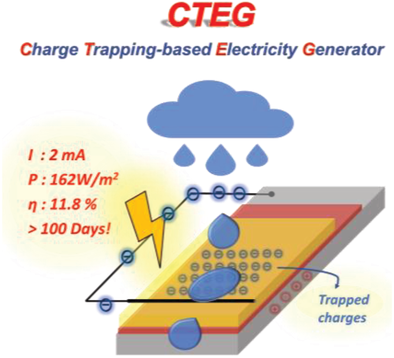 CTEG
Charge Trapping-based Electricity Generator
I : 2 mA
P : 162W/m²
η : 11.8 %
> 100 Days!
Trapped
charges